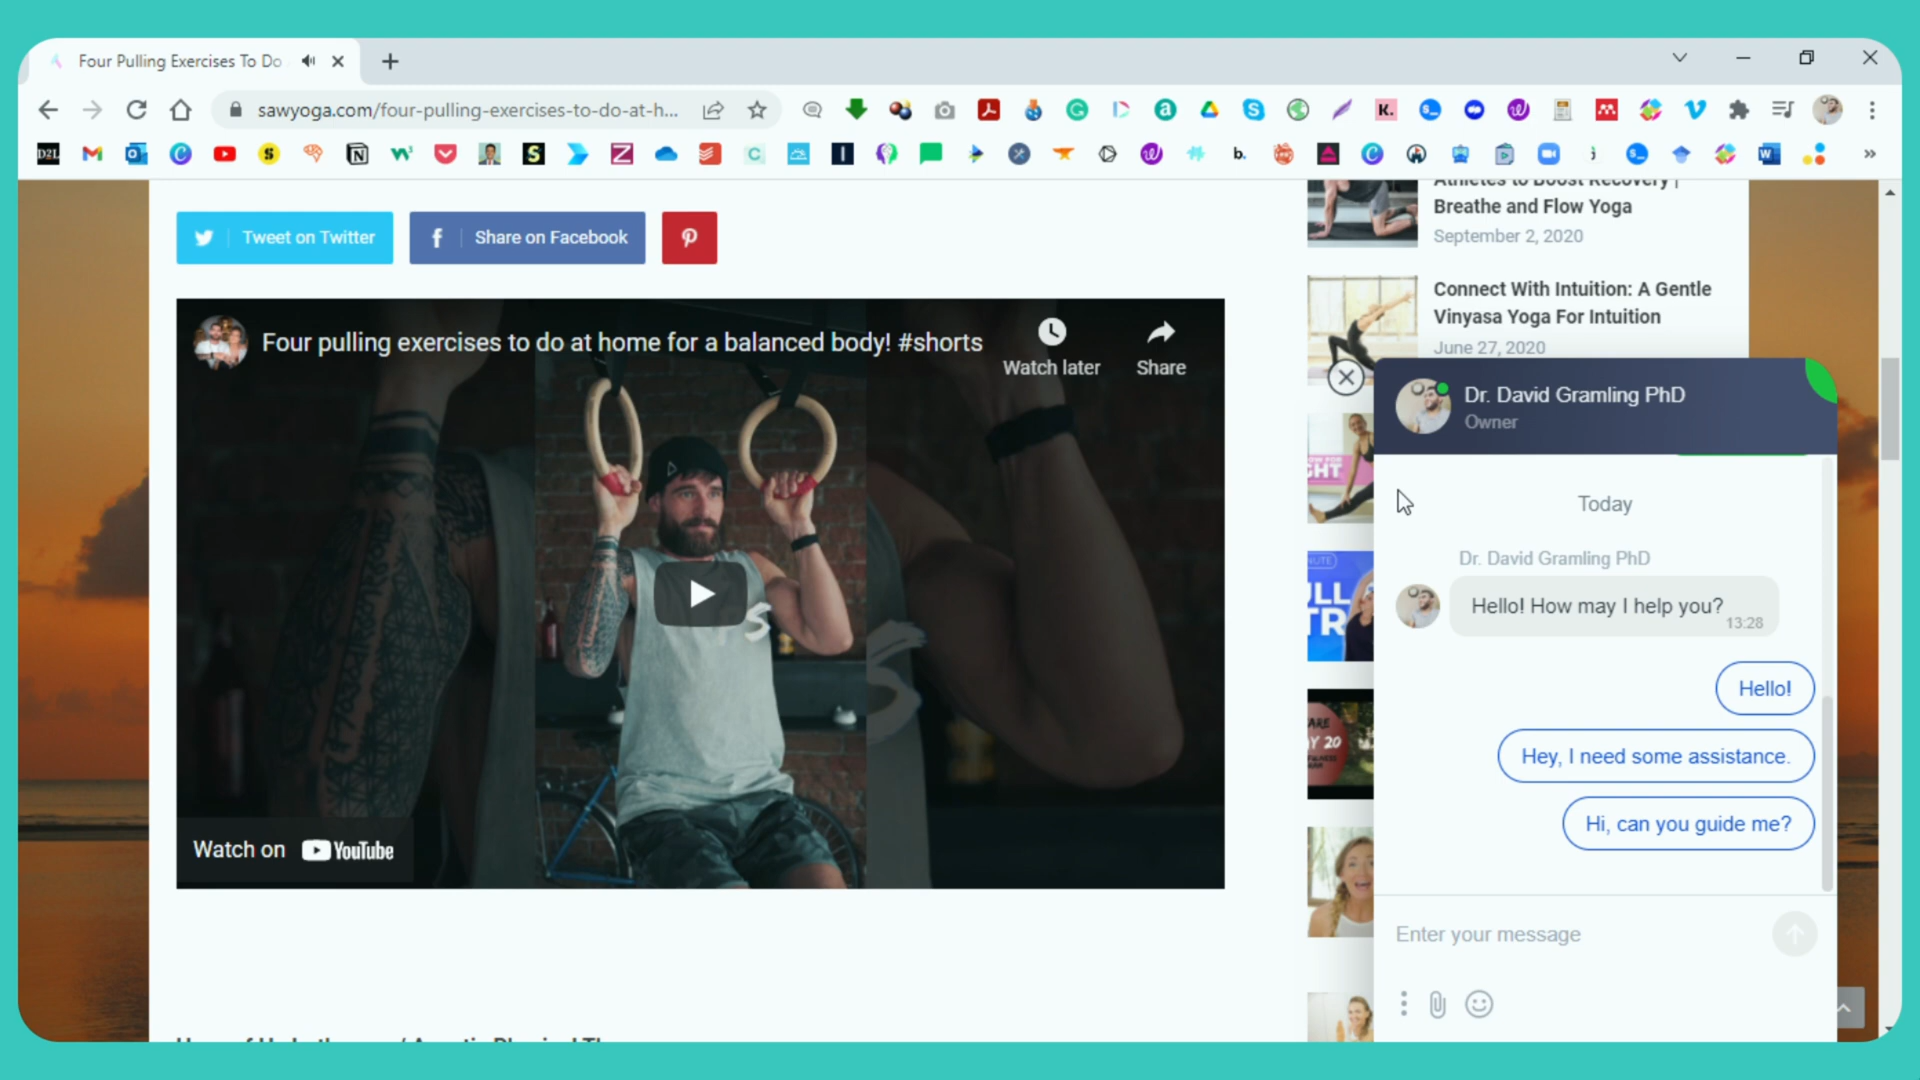 Four Pulling Exercises To Do
sawyoga.com/four-pulling-exercises-to-do-at-h...
Tweet on Twitter
Share on Facebook
Four pulling exercises to do at home for a balanced body! #shorts
Watch later
Share
Watch on YouTube
Athletes to Boost Recovery |
Breathe and Flow Yoga
September 2, 2020
Connect With Intuition: A Gentle
Vinyasa Yoga For Intuition
June 27, 2020
Dr. David Gramling PhD
Owner
Today
Dr. David Gramling PhD
Hello! How may I help you?
13:28
Hello!
Hey, I need some assistance.
Hi, can you guide me?
Enter your message